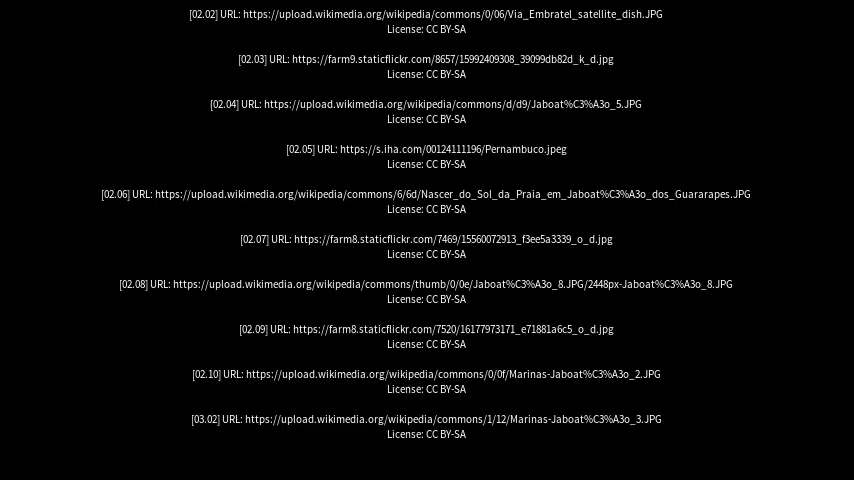 [02.02] URL: https://upload.wikimedia.org/wikipedia/commons/0/06/Via_Embratel_satellite_dish.JPG
License: CC BY-SA
[02.03] URL: https://farm9.staticflickr.com/8657/15992409308_39099db82d_k_d.jpg
License: CC BY-SA
[02.04] URL: https://upload.wikimedia.org/wikipedia/commons/d/d9/Jaboat%C3%A3o_5.JPG
License: CC BY-SA
[02.05] URL: https://s.iha.com/00124111196/Pernambuco.jpeg
License: CC BY-SA
[02.06] URL: https://upload.wikimedia.org/wikipedia/commons/6/6d/Nascer_do_Sol_da_Praia_em_Jaboat%C3%A3o_dos_Guararapes.JPG
License: CC BY-SA
[02.07] URL: https://farm8.staticflickr.com/7469/15560072913_f3ee5a3339_o_d.jpg
License: CC BY-SA
[02.08] URL: https://upload.wikimedia.org/wikipedia/commons/thumb/0/0e/Jaboat%C3%A3o_8.JPG/2448px-Jaboat%C3%A3o_8.JPG
License: CC BY-SA
[02.09] URL: https://farm8.staticflickr.com/7520/16177973171_e71881a6c5_o_d.jpg
License: CC BY-SA
[02.10] URL: https://upload.wikimedia.org/wikipedia/commons/0/0f/Marinas-Jaboat%C3%A3o_2.JPG
License: CC BY-SA
[03.02] URL: https://upload.wikimedia.org/wikipedia/commons/1/12/Marinas-Jaboat%C3%A3o_3.JPG
License: CC BY-SA